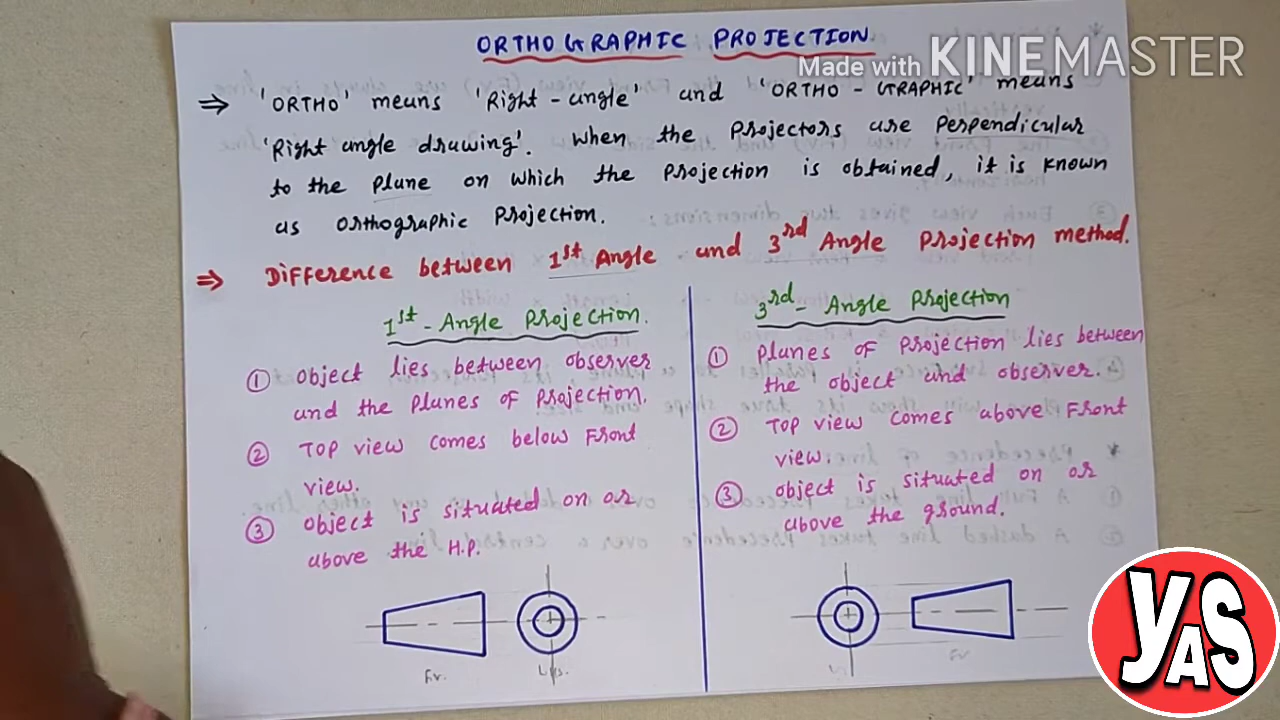 ORTHOGRAPHIC PROJECTION
Made with KINEMASTER
⇒ 'ORTHO' means 'Right-angle' and 'ORTHO-GRAPHIC' means
'Right angle drawing'. When the projectors are perpendicular
to the plane on which the projection is obtained, it is known
as orthographic projection.
⇒ Difference between 1st Angle and 3rd Angle projection method.
1st-Angle projection.
① object lies between observer
and the planes of projection.
② Top view comes below front
view.
③ object is situated on or
above the H.P.
F.V.
3rd-Angle projection
① planes of projection lies between
the object and observer.
② Top view comes above front
view.
③ object is situated on or
above the ground.
FV
YAS